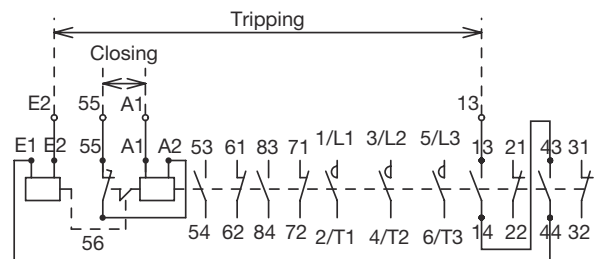 Tripping
Closing
E2 55 A1 13
E1 E2 55 A1 A2 53 61 83 71 1/L1 3/L2 5/L3 13 21 43 31
54 62 84 72 2/T1 4/T2 6/T3 14 22 44 32
56